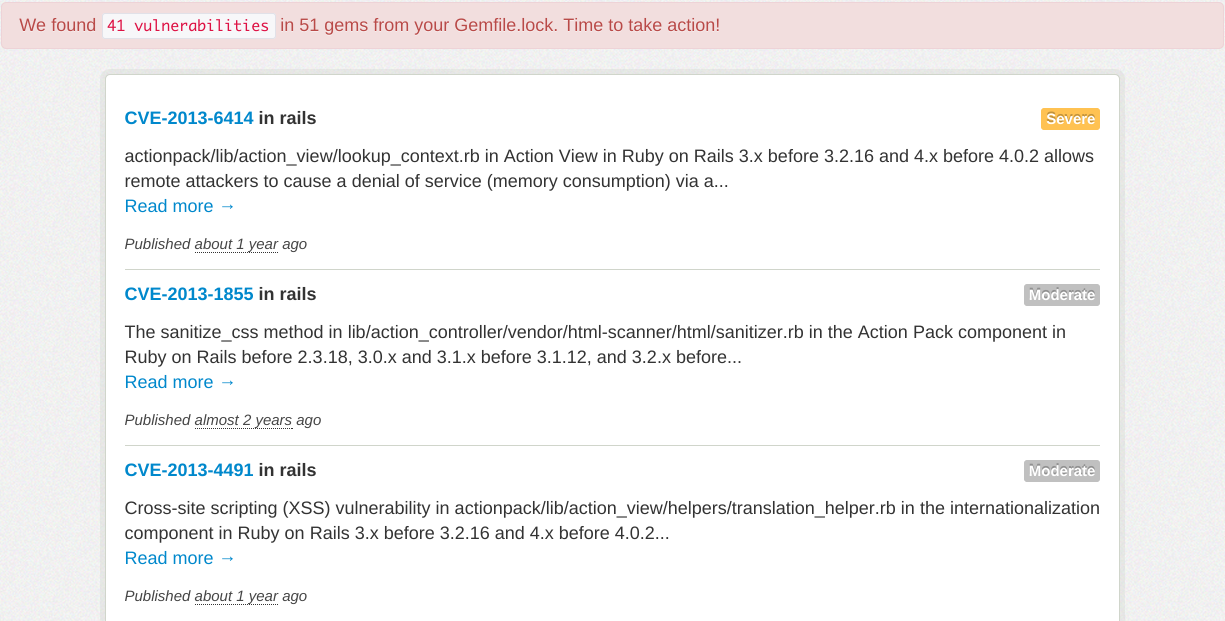 We found 41 vulnerabilities in 51 gems from your Gemfile.lock. Time to take action!
CVE-2013-6414 in rails
Severe
actionpack/lib/action_view/lookup_context.rb in Action View in Ruby on Rails 3.x before 3.2.16 and 4.x before 4.0.2 allows
remote attackers to cause a denial of service (memory consumption) via a...
Read more →
Published about 1 year ago
CVE-2013-1855 in rails
Moderate
The sanitize_css method in lib/action_controller/vendor/html-scanner/html/sanitizer.rb in the Action Pack component in
Ruby on Rails before 2.3.18, 3.0.x and 3.1.x before 3.1.12, and 3.2.x before...
Read more →
Published almost 2 years ago
CVE-2013-4491 in rails
Moderate
Cross-site scripting (XSS) vulnerability in actionpack/lib/action_view/helpers/translation_helper.rb in the internationalization
component in Ruby on Rails 3.x before 3.2.16 and 4.x before 4.0.2...
Read more →
Published about 1 year ago